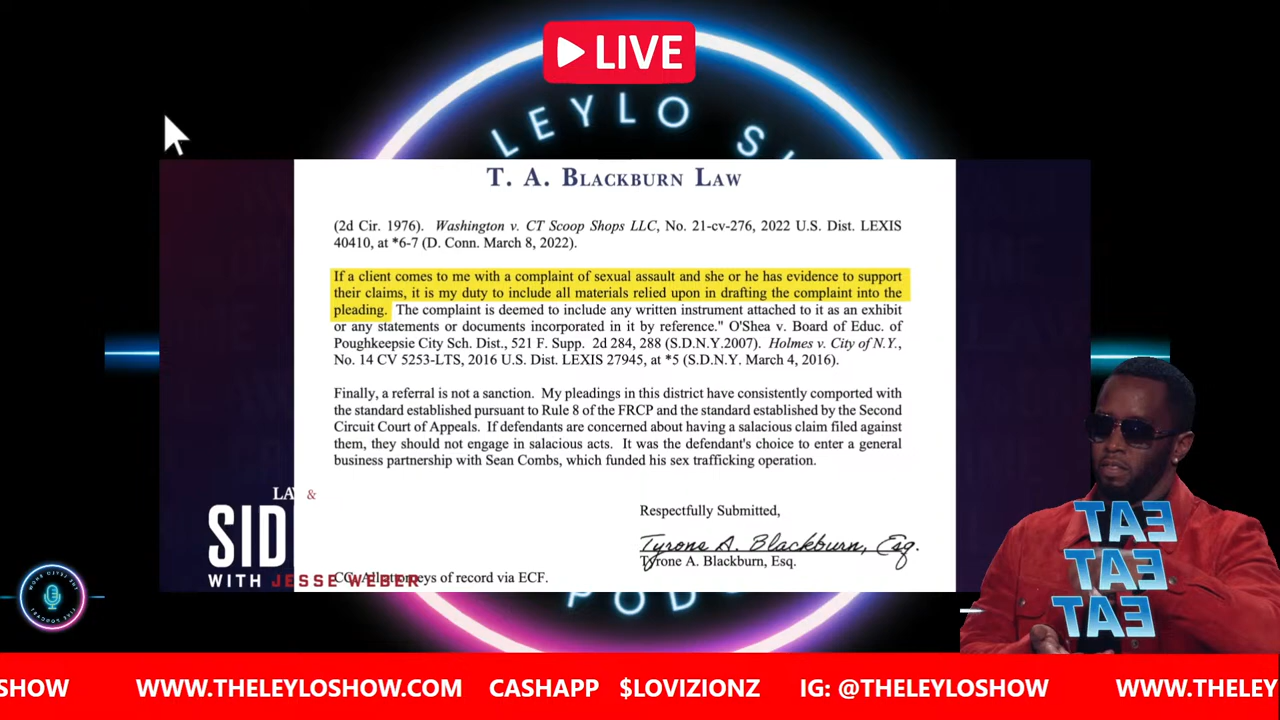 LIVE
LEYLO S
T. A. BLACKBURN LAW
(2d Cir. 1976). Washington v. CT Scoop Shops LLC, No. 21-cv-276, 2022 U.S. Dist. LEXIS
40410, at *6-7 (D. Conn. March 8, 2022).
If a client comes to me with a complaint of sexual assault and she or he has evidence to support
their claims, it is my duty to include all materials relied upon in drafting the complaint into the
pleading. The complaint is deemed to include any written instrument attached to it as an exhibit
or any statements or documents incorporated in it by reference." O'Shea v. Board of Educ. of
Poughkeepsie City Sch. Dist., 521 F. Supp. 2d 284, 288 (S.D.N.Y.2007). Holmes v. City of N.Y.,
No. 14 CV 5253-LTS, 2016 U.S. Dist. LEXIS 27945, at *5 (S.D.N.Y. March 4, 2016).
Finally, a referral is not a sanction. My pleadings in this district have consistently comported with
the standard established pursuant to Rule 8 of the FRCP and the standard established by the Second
Circuit Court of Appeals. If defendants are concerned about having a salacious claim filed against
them, they should not engage in salacious acts. It was the defendant's choice to enter a general
business partnership with Sean Combs, which funded his sex trafficking operation.
Respectfully Submitted,
Tyrone A. Blackburn, Esq.
Tyrone A. Blackburn, Esq.
CC: All attorneys of record via ECF.
LAW &
SID
WITH JESSE WEBER
POD
EAT
EAT
EAT
SHOW WWW.THELEYLOSHOW.COM CASHAPP $LOVIZIONZ IG: @THELEYLOSHOW WWW.THELEY